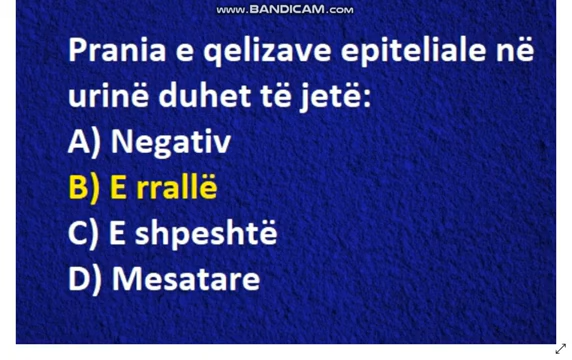 www.BANDICAM.com
Prania e qelizave epiteliale në
urinë duhet të jetë:
A) Negativ
B) E rrallë
C) E shpeshtë
D) Mesatare